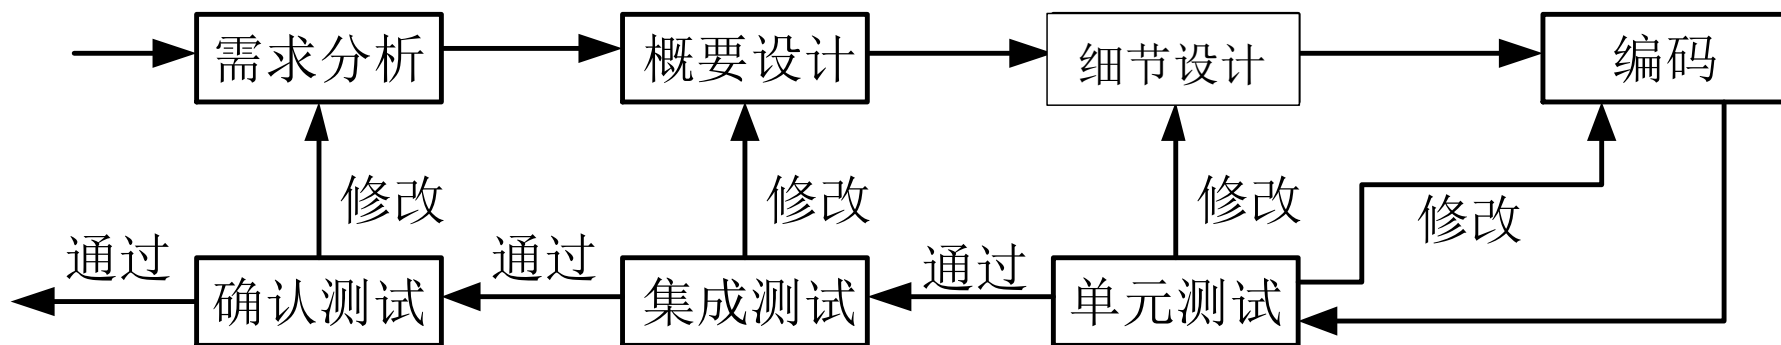 需求分析
概要设计
细节设计
编码
修改
修改
修改
修改
通过
通过
通过
确认测试
集成测试
单元测试